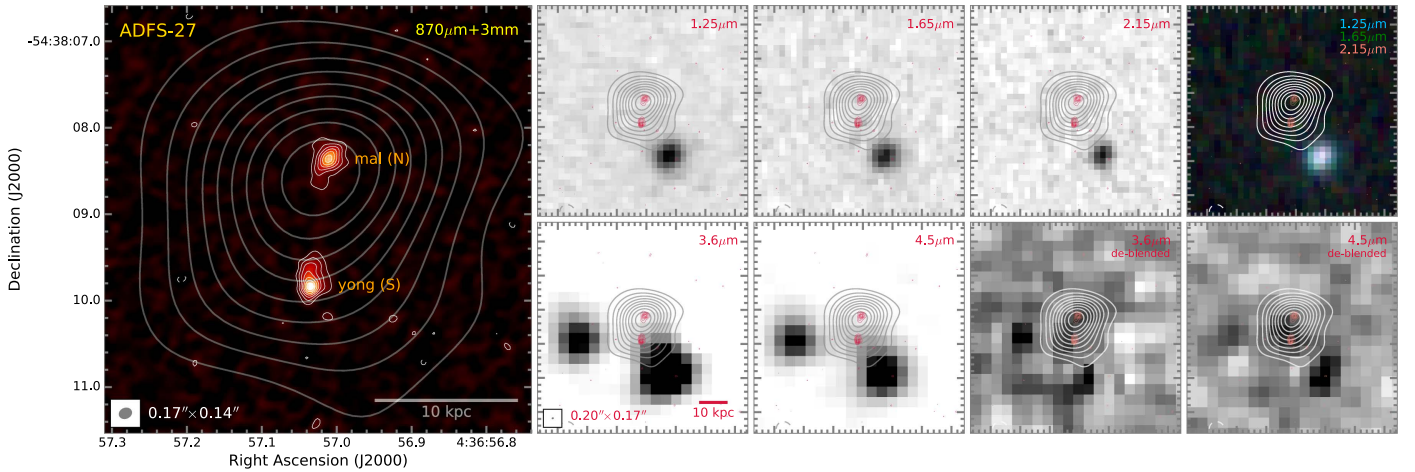 ADFS-27
870μm+3mm
-54:38:07.0
08.0
09.0
10.0
11.0
Declination (J2000)
mal (N)
yong (S)
0.17″×0.14″
10 kpc
57.3
57.2
57.1
57.0
56.9
4:36:56.8
Right Ascension (J2000)
1.25μm
1.65μm
2.15μm
1.25μm
1.65μm
2.15μm
3.6μm
0.20″×0.17″
10 kpc
4.5μm
3.6μm
de-blended
4.5μm
de-blended